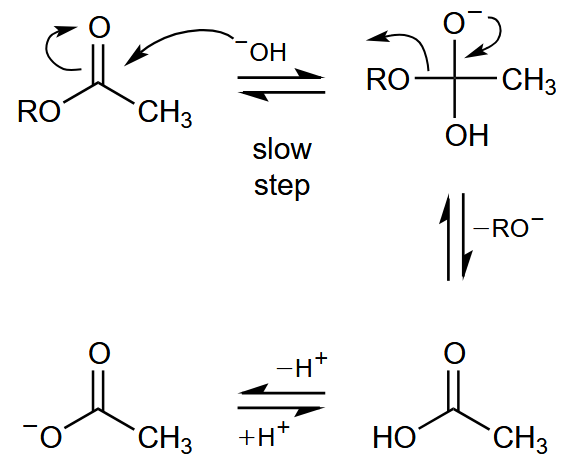 O
⁻OH
RO
CH₃
slow
step
O⁻
RO
CH₃
OH
−RO⁻
O
⁻O
CH₃
−H⁺
+H⁺
O
HO
CH₃